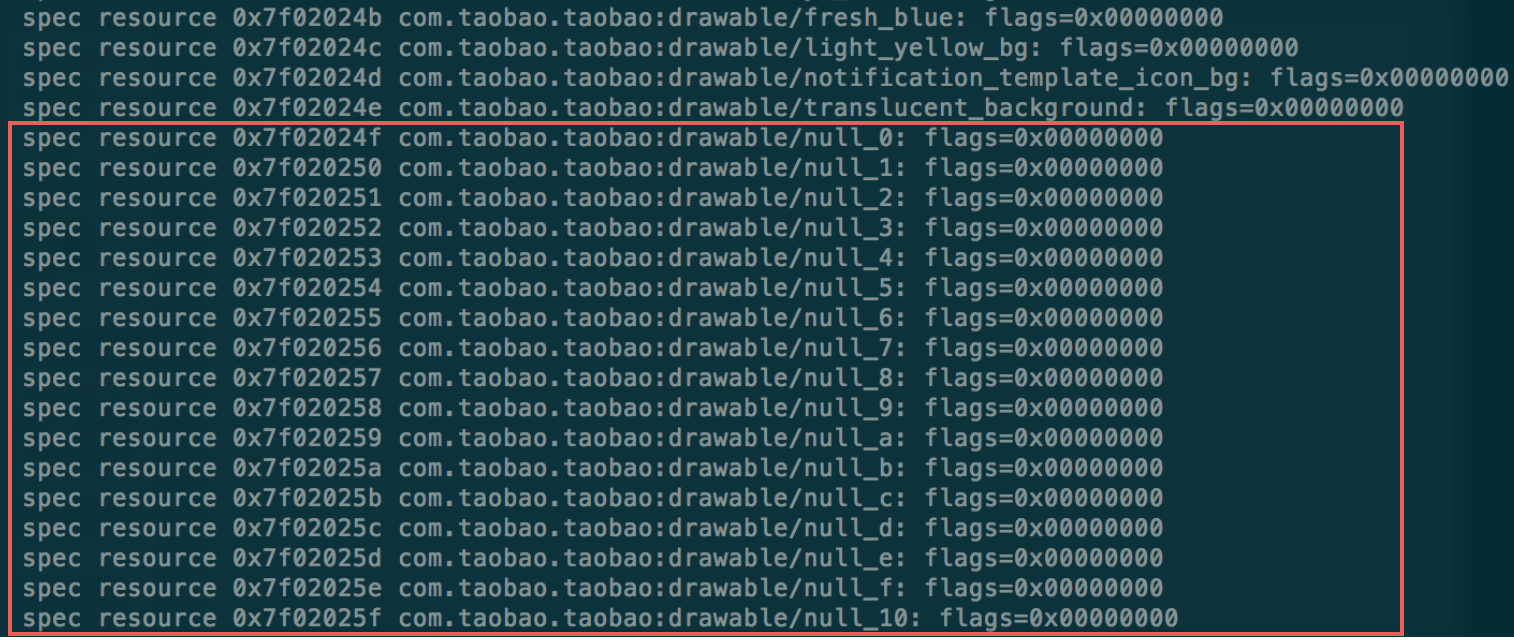 spec resource 0x7f02024b com.taobao.taobao:drawable/fresh_blue: flags=0x00000000
spec resource 0x7f02024c com.taobao.taobao:drawable/light_yellow_bg: flags=0x00000000
spec resource 0x7f02024d com.taobao.taobao:drawable/notification_template_icon_bg: flags=0x00000000
spec resource 0x7f02024e com.taobao.taobao:drawable/translucent_background: flags=0x00000000
spec resource 0x7f02024f com.taobao.taobao:drawable/null_0: flags=0x00000000
spec resource 0x7f020250 com.taobao.taobao:drawable/null_1: flags=0x00000000
spec resource 0x7f020251 com.taobao.taobao:drawable/null_2: flags=0x00000000
spec resource 0x7f020252 com.taobao.taobao:drawable/null_3: flags=0x00000000
spec resource 0x7f020253 com.taobao.taobao:drawable/null_4: flags=0x00000000
spec resource 0x7f020254 com.taobao.taobao:drawable/null_5: flags=0x00000000
spec resource 0x7f020255 com.taobao.taobao:drawable/null_6: flags=0x00000000
spec resource 0x7f020256 com.taobao.taobao:drawable/null_7: flags=0x00000000
spec resource 0x7f020257 com.taobao.taobao:drawable/null_8: flags=0x00000000
spec resource 0x7f020258 com.taobao.taobao:drawable/null_9: flags=0x00000000
spec resource 0x7f020259 com.taobao.taobao:drawable/null_a: flags=0x00000000
spec resource 0x7f02025a com.taobao.taobao:drawable/null_b: flags=0x00000000
spec resource 0x7f02025b com.taobao.taobao:drawable/null_c: flags=0x00000000
spec resource 0x7f02025c com.taobao.taobao:drawable/null_d: flags=0x00000000
spec resource 0x7f02025d com.taobao.taobao:drawable/null_e: flags=0x00000000
spec resource 0x7f02025e com.taobao.taobao:drawable/null_f: flags=0x00000000
spec resource 0x7f02025f com.taobao.taobao:drawable/null_10: flags=0x00000000